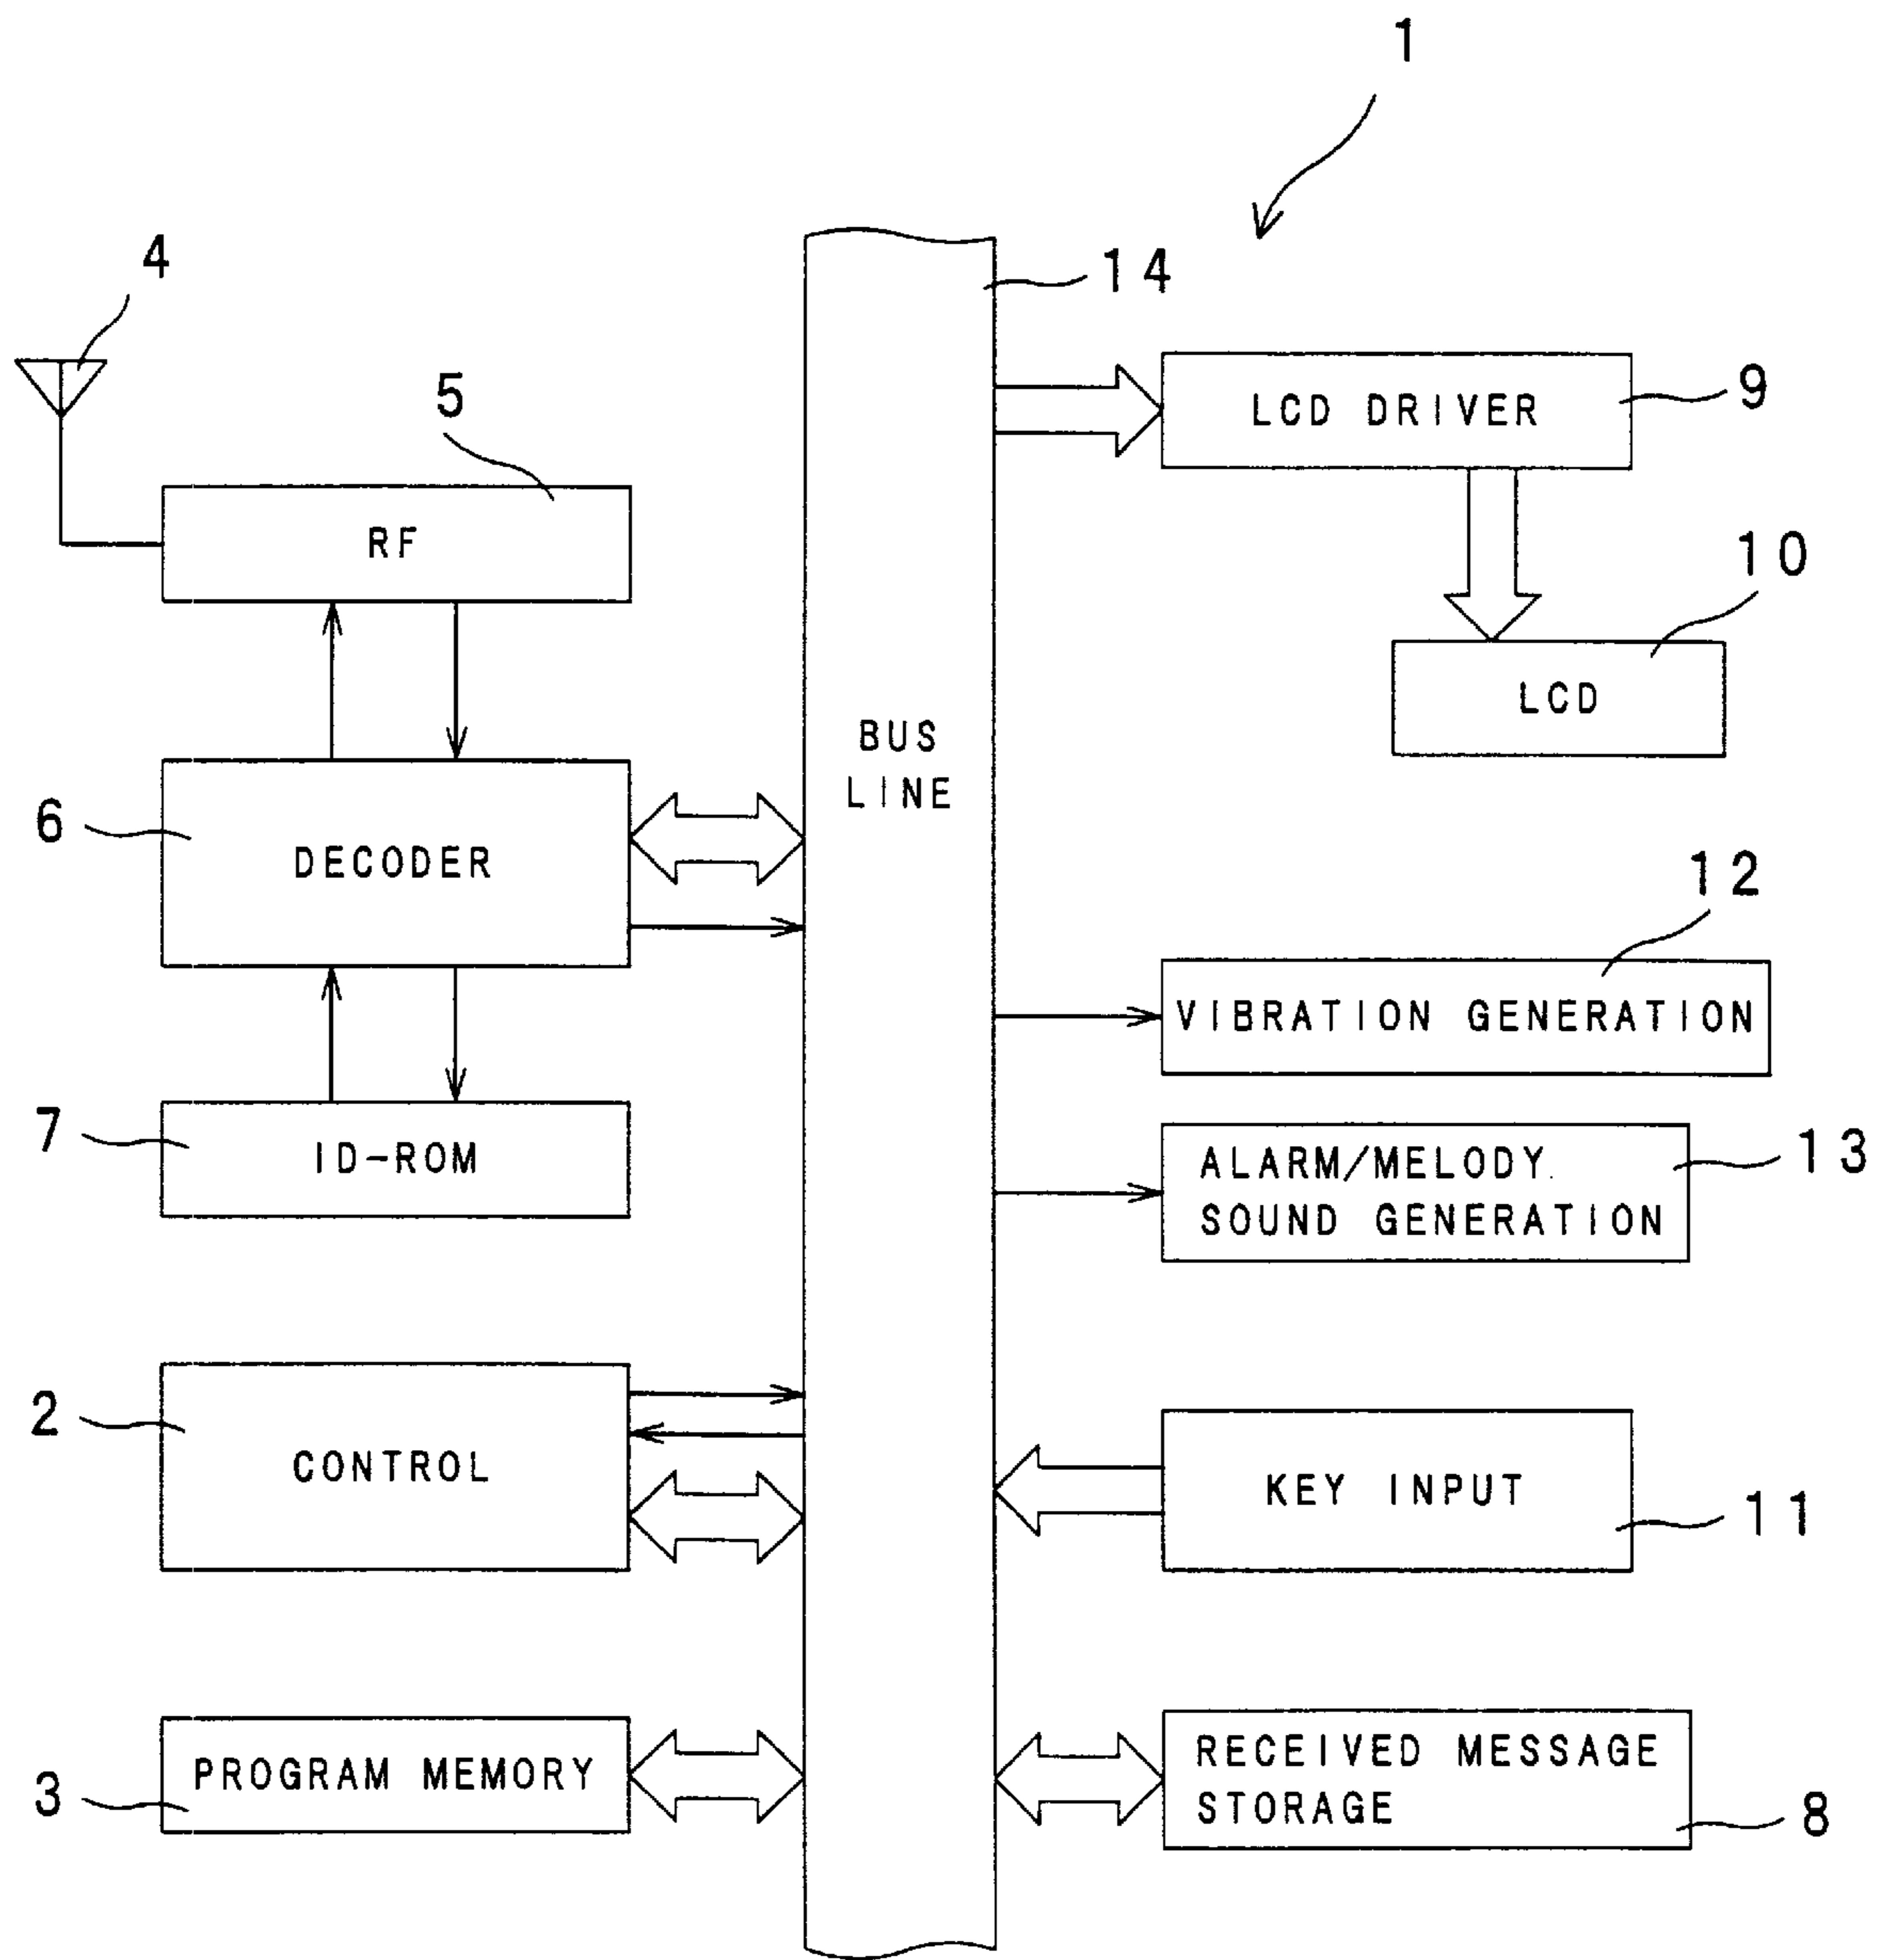 1
4
14
5
9
LCD DRIVER
RF
10
LCD
BUS
LINE
6
DECODER
12
VIBRATION GENERATION
7
ID-ROM
ALARM/MELODY
SOUND GENERATION
13
2
CONTROL
KEY INPUT
11
PROGRAM MEMORY
3
RECEIVED MESSAGE
STORAGE
8